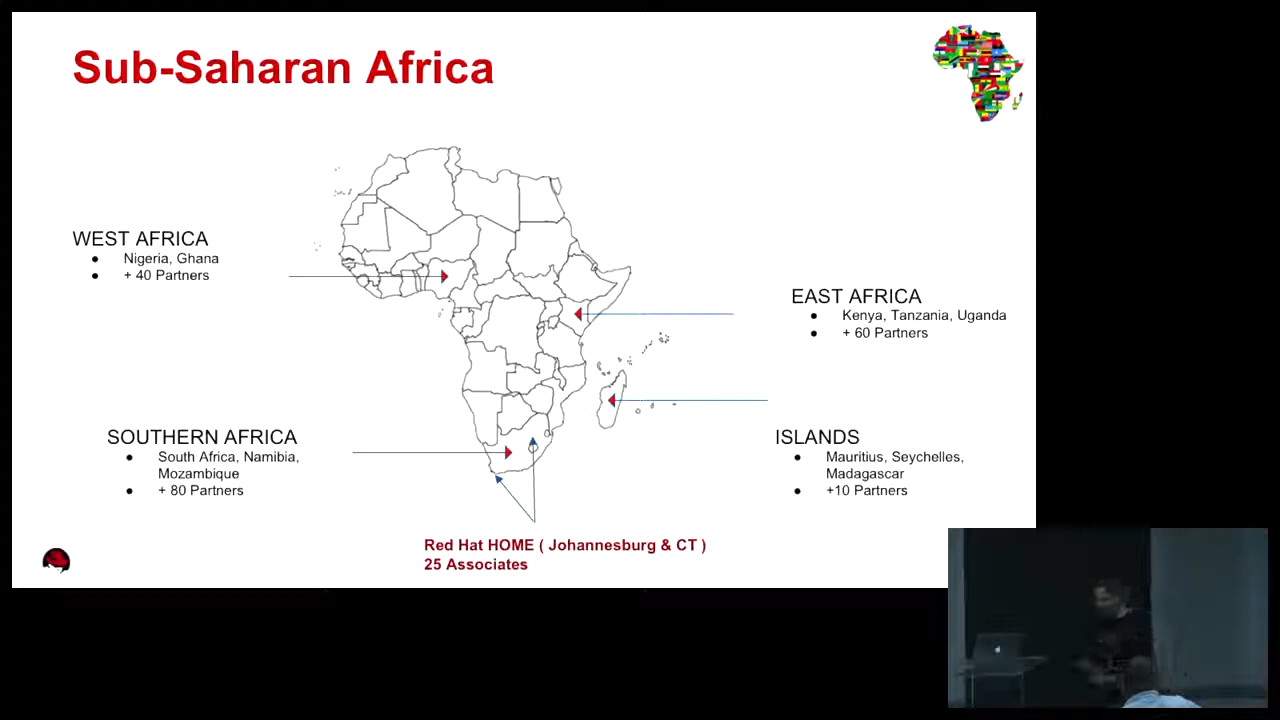 Sub-Saharan Africa
WEST AFRICA
● Nigeria, Ghana
● + 40 Partners
EAST AFRICA
● Kenya, Tanzania, Uganda
● + 60 Partners
SOUTHERN AFRICA
● South Africa, Namibia,
Mozambique
● + 80 Partners
ISLANDS
● Mauritius, Seychelles,
Madagascar
● +10 Partners
Red Hat HOME ( Johannesburg & CT )
25 Associates